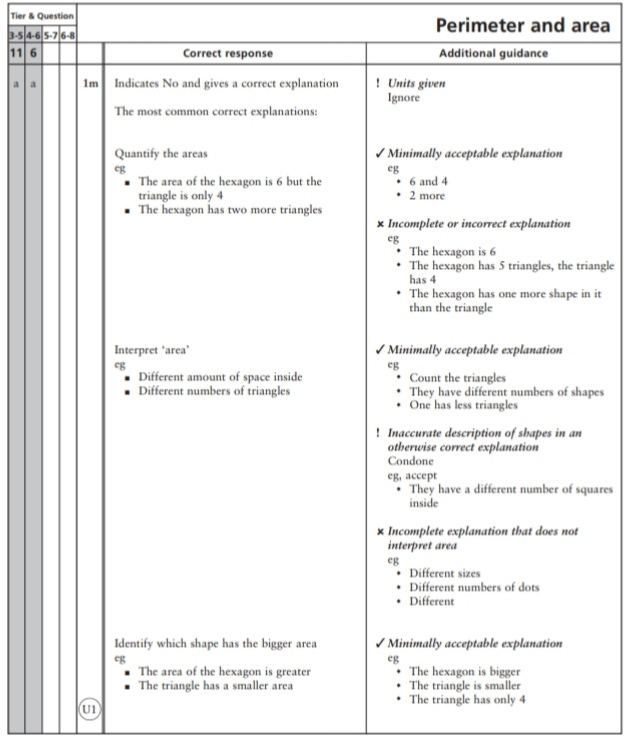 Tier & Question
3-5 4-6 5-7 6-8
Perimeter and area
11 6
Correct response
Additional guidance
a a
1m
Indicates No and gives a correct explanation
The most common correct explanations:
! Units given
Ignore
Quantify the areas
eg
▪ The area of the hexagon is 6 but the
triangle is only 4
▪ The hexagon has two more triangles
✓ Minimally acceptable explanation
eg
• 6 and 4
• 2 more
× Incomplete or incorrect explanation
eg
• The hexagon is 6
• The hexagon has 5 triangles, the triangle
has 4
• The hexagon has one more shape in it
than the triangle
Interpret ‘area’
eg
▪ Different amount of space inside
▪ Different numbers of triangles
✓ Minimally acceptable explanation
eg
• Count the triangles
• They have different numbers of shapes
• One has less triangles
! Inaccurate description of shapes in an
otherwise correct explanation
Condone
eg, accept
• They have a different number of squares
inside
× Incomplete explanation that does not
interpret area
eg
• Different sizes
• Different numbers of dots
• Different
Identify which shape has the bigger area
eg
▪ The area of the hexagon is greater
▪ The triangle has a smaller area
U1
✓ Minimally acceptable explanation
eg
• The hexagon is bigger
• The triangle is smaller
• The triangle has only 4